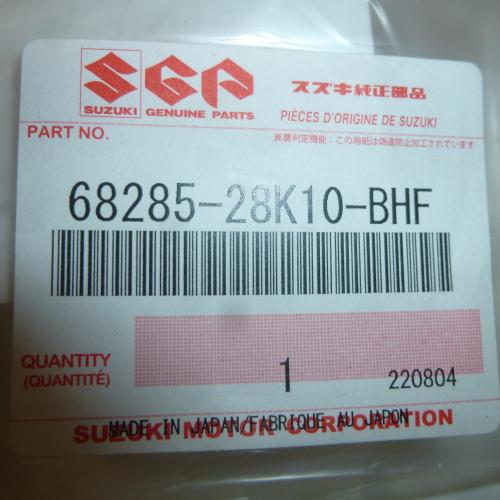 SGP
SUZUKI GENUINE PARTS
スズキ純正部品
PIÈCES D'ORIGINE DE SUZUKI
PART NO.
真贋判定機能：この用紙は偽造防止加工されています
68285-28K10-BHF
QUANTITY
(QUANTITÉ)
1
220804
MADE IN JAPAN/FABRIQUE AU JAPON
SUZUKI MOTOR CORPORATION